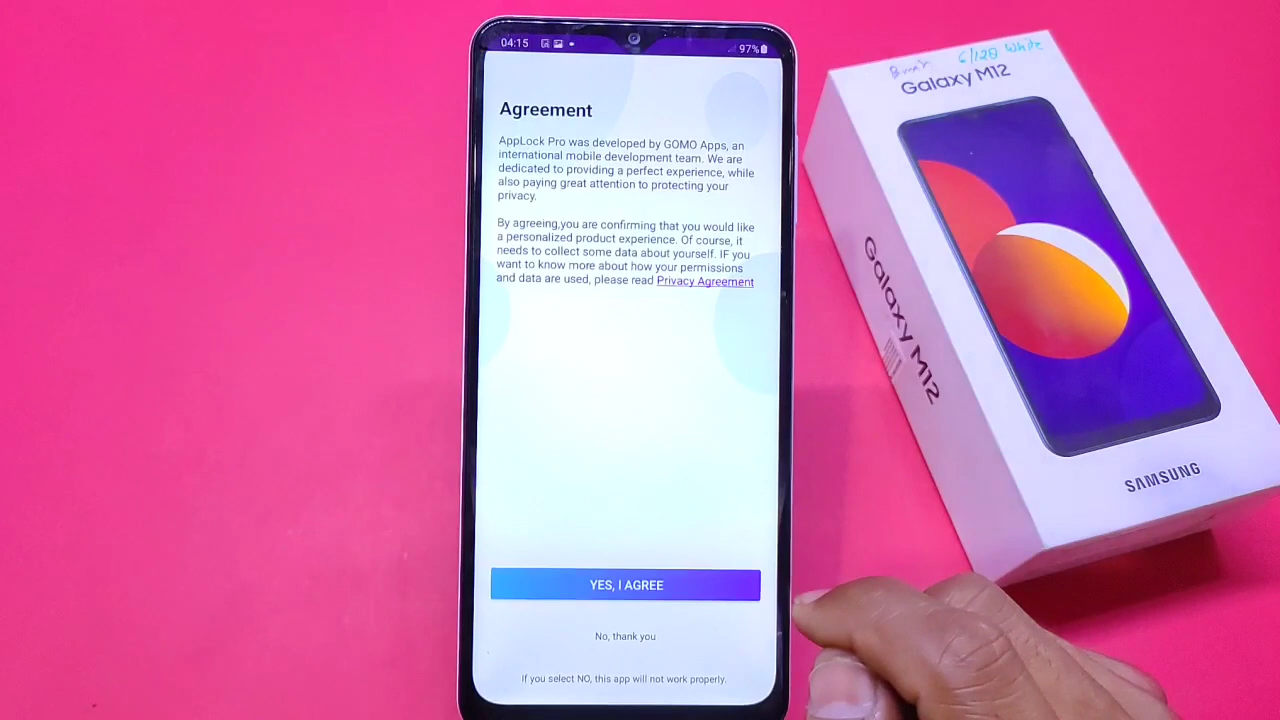 04:15
97%
Agreement
AppLock Pro was developed by GOMO Apps, an
international mobile development team. We are
dedicated to providing a perfect experience, while
also paying great attention to protecting your
privacy.
By agreeing,you are confirming that you would like
a personalized product experience. Of course, it
needs to collect some data about yourself. IF you
want to know more about how your permissions
and data are used, please read Privacy Agreement
YES, I AGREE
No, thank you
If you select NO, this app will not work properly.
6/128 White
Galaxy M12
Galaxy M12
SAMSUNG